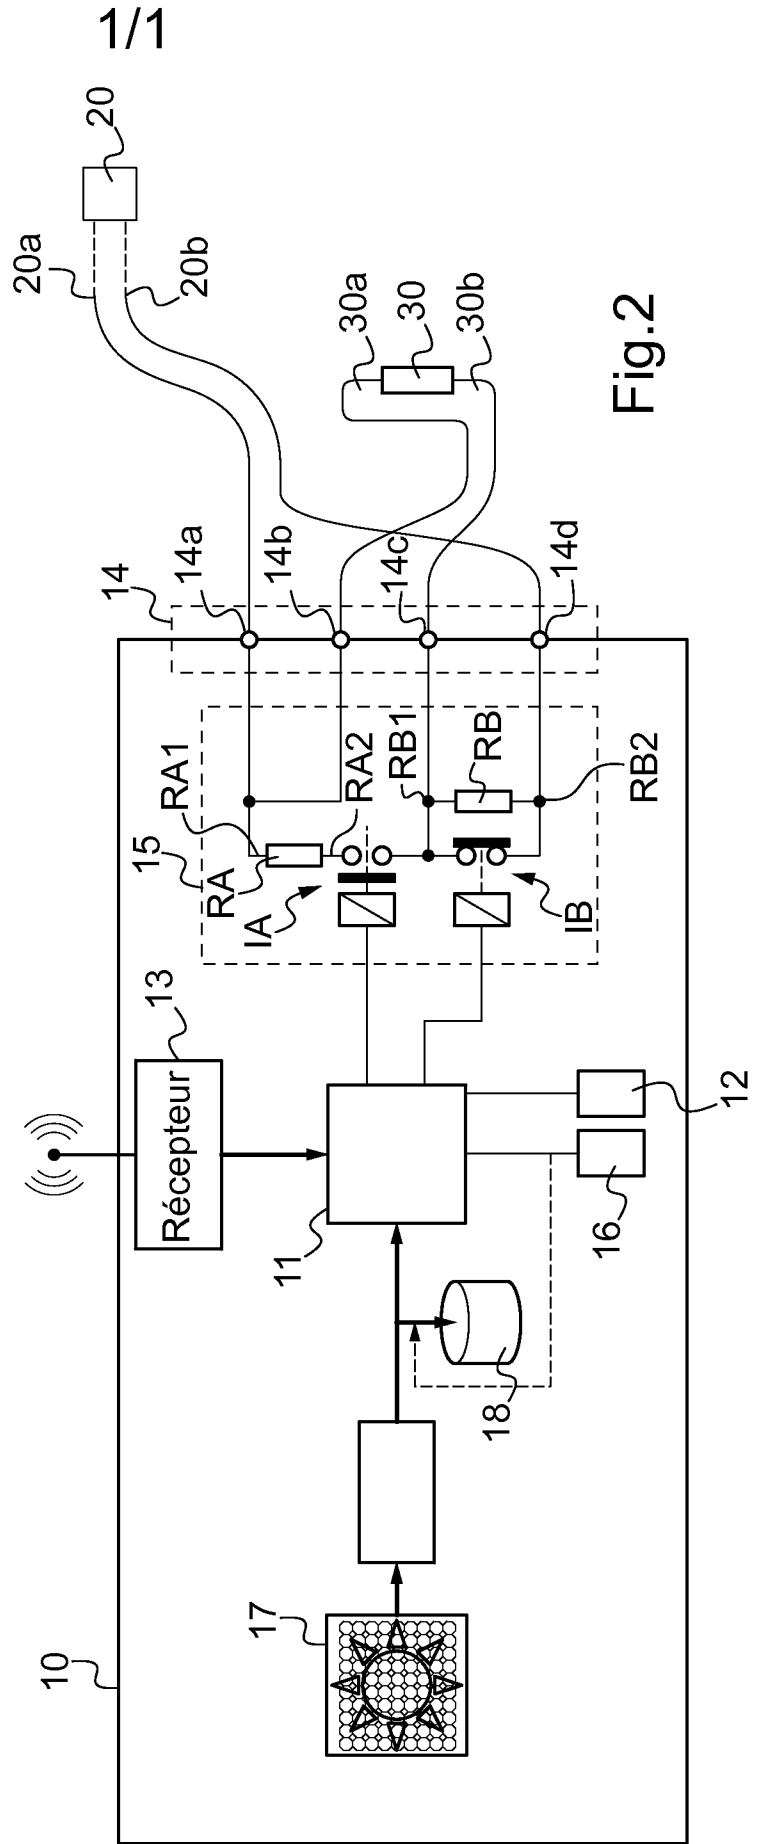 1/1
20
20a
20b
30a
30
30b
Fig.2
14
14a
14b
14c
14d
15
RA1
RA
RA2
RB1
RB
RB2
IA
IB
13
Récepteur
11
12
16
18
17
10